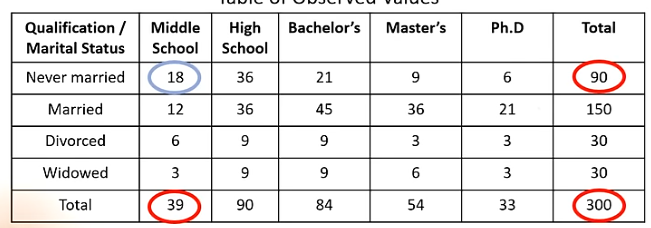 Table of Observed Values
Qualification / Marital Status Middle School High School Bachelor's Master's Ph.D Total
Never married 18 36 21 9 6 90
Married 12 36 45 36 21 150
Divorced 6 9 9 3 3 30
Widowed 3 9 9 6 3 30
Total 39 90 84 54 33 300